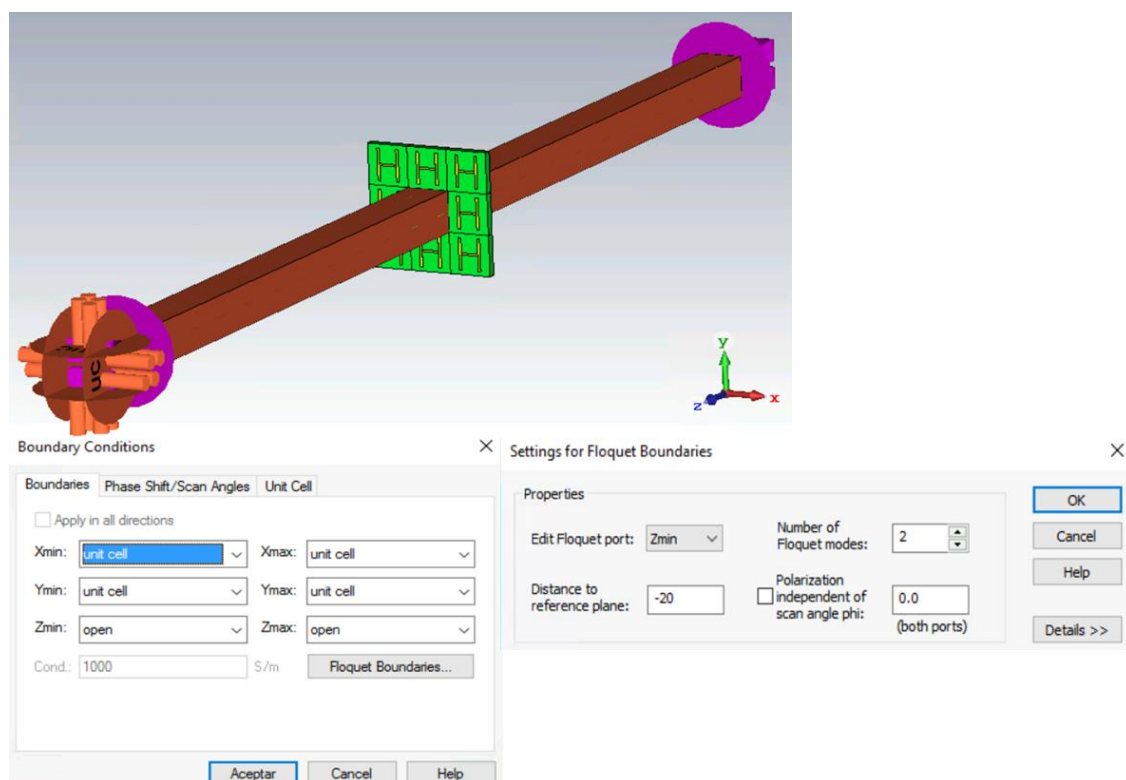 H H H
H
H H
UC
y
z x
Boundary Conditions
Boundaries Phase Shift/Scan Angles Unit Cell
Apply in all directions
Xmin: unit cell Xmax: unit cell
Ymin: unit cell Ymax: unit cell
Zmin: open Zmax: open
Cond.: 1000 S/m Floquet Boundaries...
Aceptar Cancel Help
Settings for Floquet Boundaries
Properties
Edit Floquet port: Zmin
Number of
Floquet modes: 2
Distance to
reference plane: -20
Polarization
independent of
scan angle phi: 0.0
(both ports)
OK
Cancel
Help
Details >>